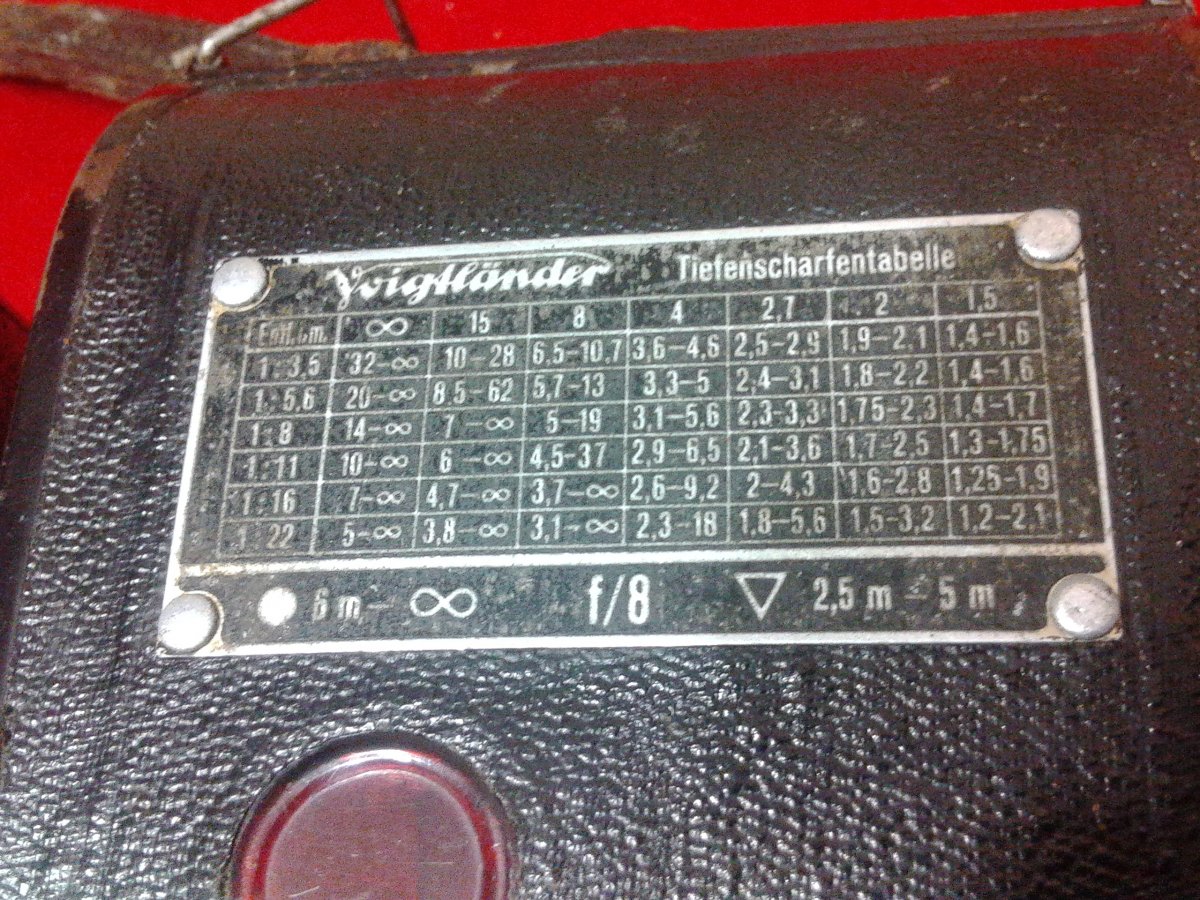 Voigtländer Tiefenschärfentabelle
Entf. m. ∞ 15 8 4 2,7 2 1,5
1:3,5 32-∞ 10-28 6,5-10,7 3,6-4,6 2,5-2,9 1,9-2,1 1,4-1,6
1:5,6 20-∞ 8,5-62 5,7-13 3,3-5 2,4-3,1 1,8-2,2 1,4-1,6
1:8 14-∞ 7-∞ 5-19 3,1-5,6 2,3-3,3 1,75-2,3 1,4-1,7
1:11 10-∞ 6-∞ 4,5-37 2,9-6,5 2,1-3,6 1,7-2,5 1,3-1,75
1:16 7-∞ 4,7-∞ 3,7-∞ 2,6-9,2 2-4,3 1,6-2,8 1,25-1,9
1:22 5-∞ 3,8-∞ 3,1-∞ 2,3-18 1,8-5,6 1,5-3,2 1,2-2,1
6 m-∞ f/8 ▽ 2,5 m-5 m